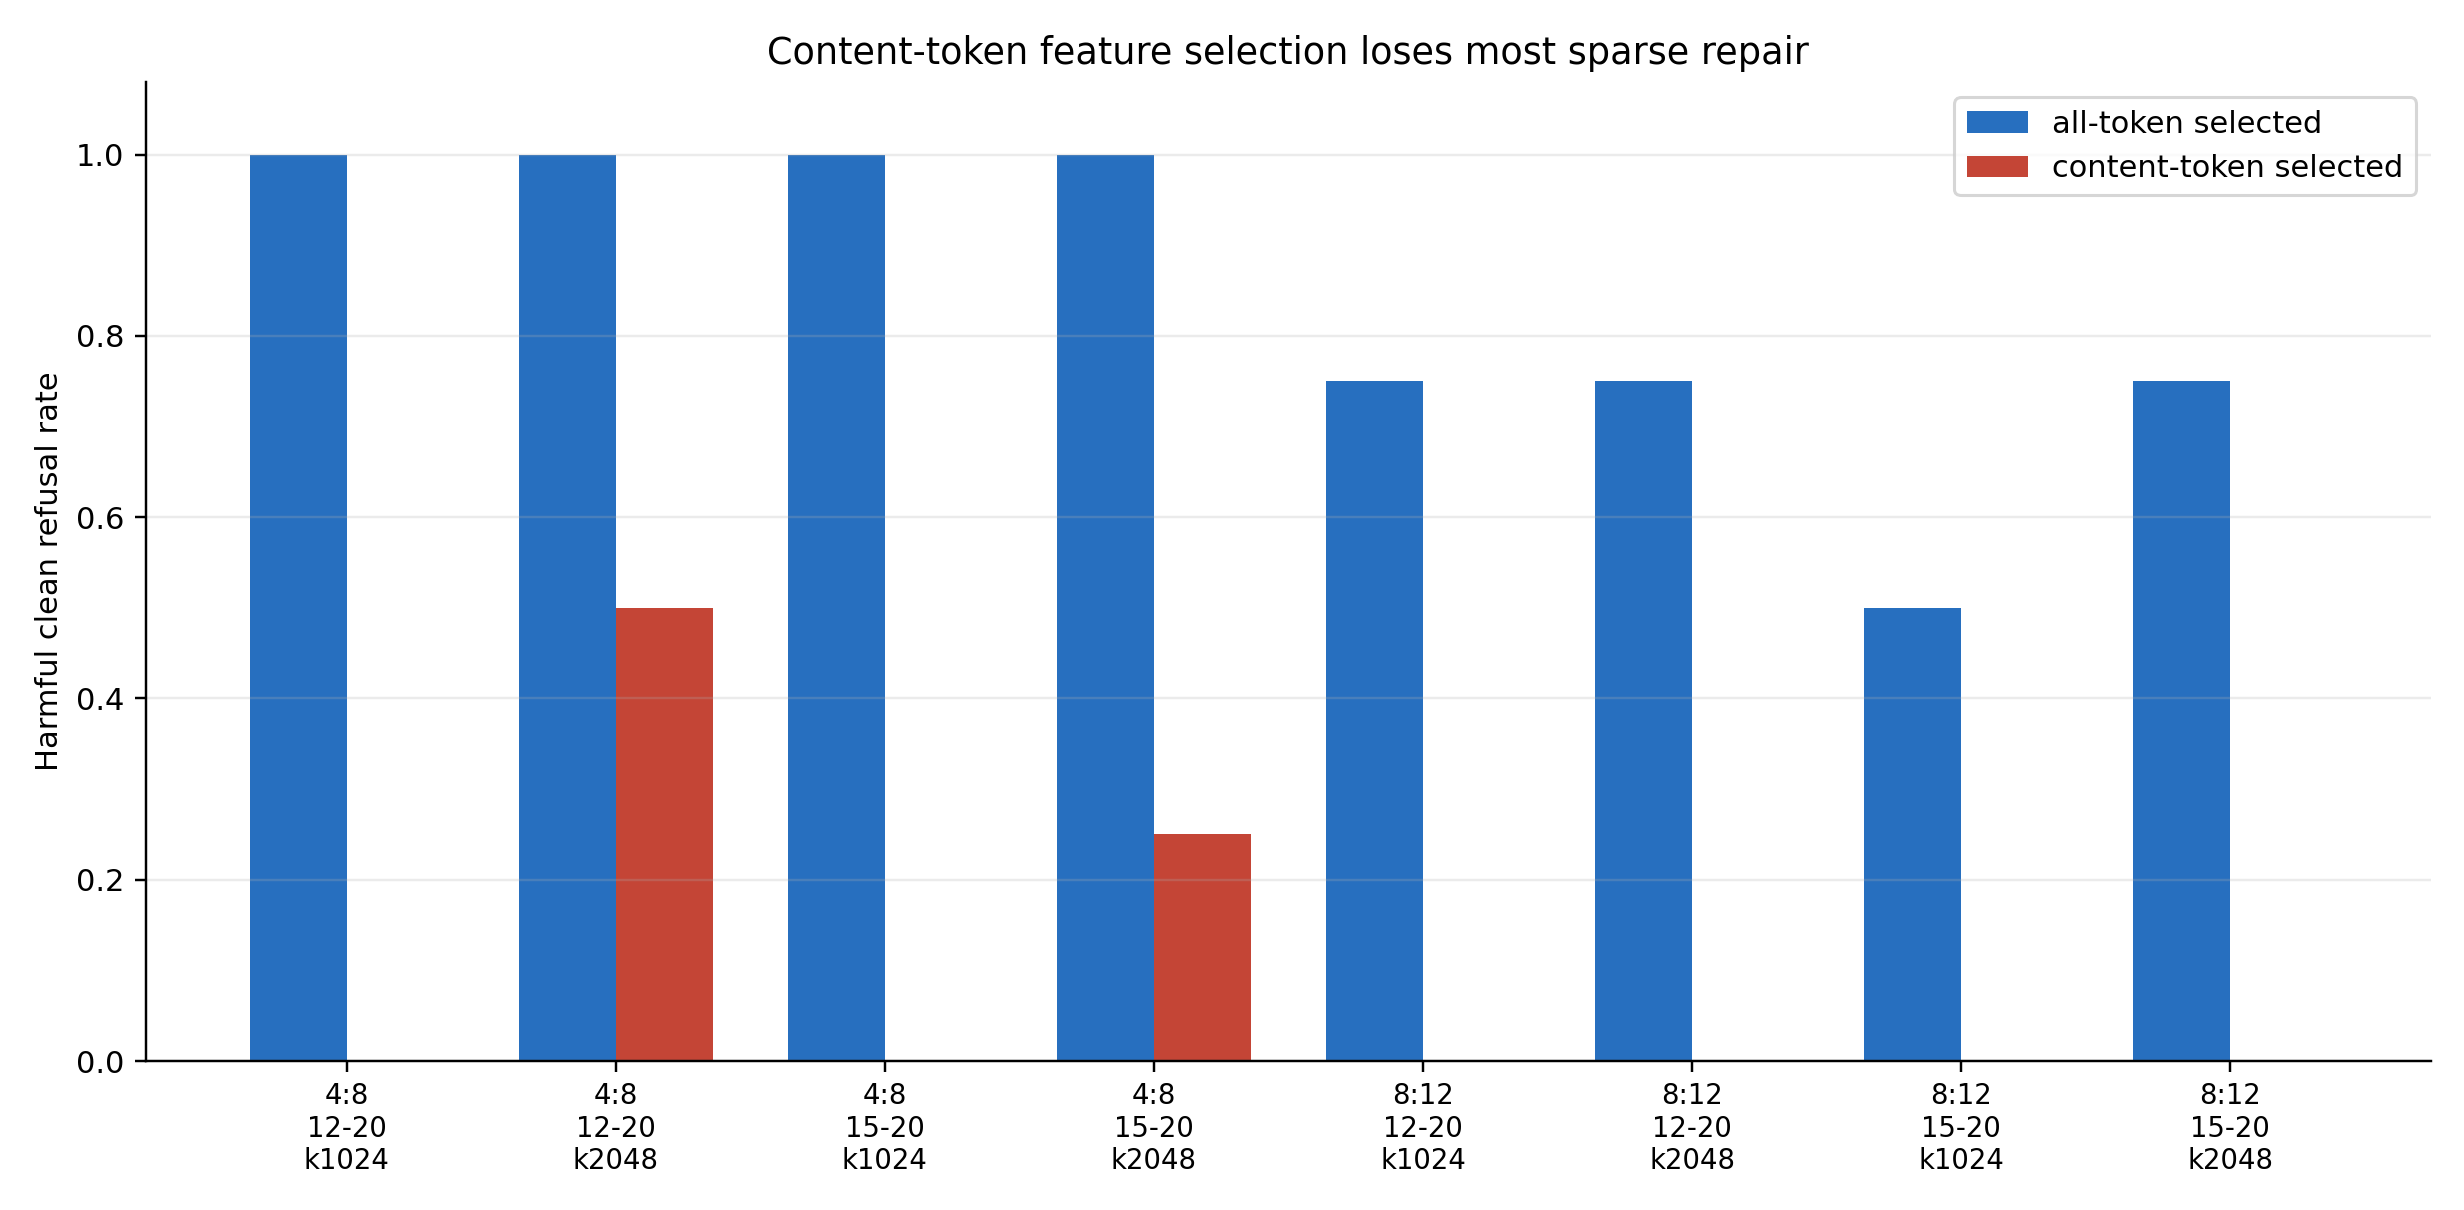 Content-token feature selection loses most sparse repair
all-token selected
content-token selected
Harmful clean refusal rate
1.0
0.8
0.6
0.4
0.2
0.0
4:8
12-20
k1024
4:8
12-20
k2048
4:8
15-20
k1024
4:8
15-20
k2048
8:12
12-20
k1024
8:12
12-20
k2048
8:12
15-20
k1024
8:12
15-20
k2048